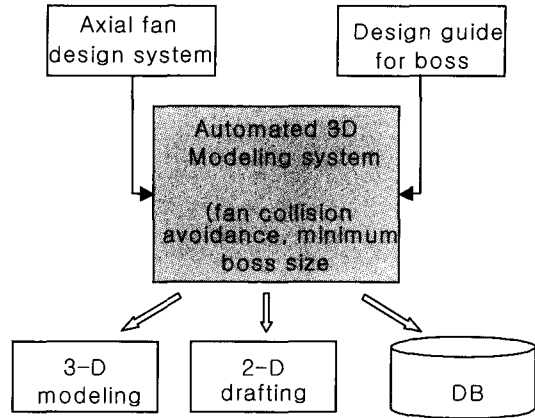 Axial fan
design system
Design guide
for boss
Automated 3D
Modeling system
(fan collision
avoidance, minimum
boss size
3-D
modeling
2-D
drafting
DB